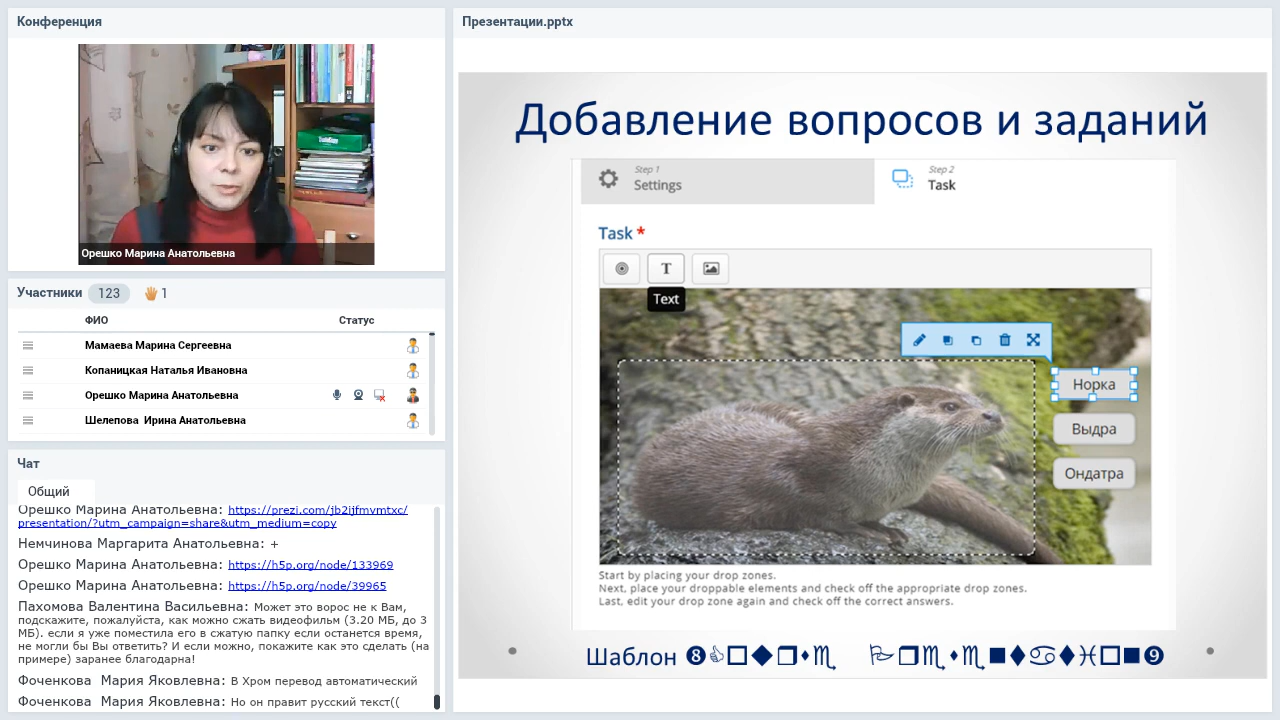 Конференция
Орешко Марина Анатольевна
Участники 123 1
ФИО Статус
Мамаева Марина Сергеевна
Копаницкая Наталья Ивановна
Орешко Марина Анатольевна
Шелепова Ирина Анатольевна
Чат
Общий
Орешко Марина Анатольевна: https://prezi.com/jb2ijfmvmtxc/
presentation/?utm_campaign=share&utm_medium=copy
Немчинова Маргарита Анатольевна: +
Орешко Марина Анатольевна: https://h5p.org/node/133969
Орешко Марина Анатольевна: https://h5p.org/node/39965
Пахомова Валентина Васильевна: Может это ворос не к Вам,
подскажите, пожалуйста, как можно сжать видеофильм (3.20 МБ, до 3
МБ). если я уже поместила его в сжатую папку если останется время,
не могли бы Вы ответить? И если можно, покажите как это сделать (на
примере) заранее благодарна!
Фоченкова Мария Яковлевна: В Хром перевод автоматический
Фоченкова Мария Яковлевна: Но он правит русский текст((
Презентации.pptx
Добавление вопросов и заданий
Step 1
Settings
Step 2
Task
Task *
T
Text
Норка
Выдра
Ондатра
Start by placing your drop zones.
Next, place your droppable elements and check off the appropriate drop zones.
Last, edit your drop zone again and check off the correct answers.
Шаблон ❽👍︎□◆❒⬧♏ 🏱❒♏⬧♏■⧫♋⧫♓□■❾